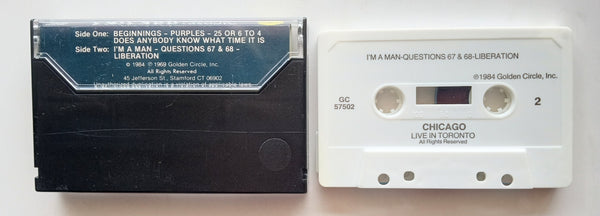 Side One: BEGINNINGS - PURPLES - 25 OR 6 TO 4
DOES ANYBODY KNOW WHAT TIME IT IS
Side Two: I'M A MAN - QUESTIONS 67 & 68 -
LIBERATION
© 1984 ℗ 1969 Golden Circle, Inc.
All Rights Reserved
45 Jefferson St., Stamford CT 06902
I'M A MAN-QUESTIONS 67 & 68-LIBERATION
℗1984 Golden Circle, Inc.
GC
57502
2
CHICAGO
LIVE IN TORONTO
All Rights Reserved